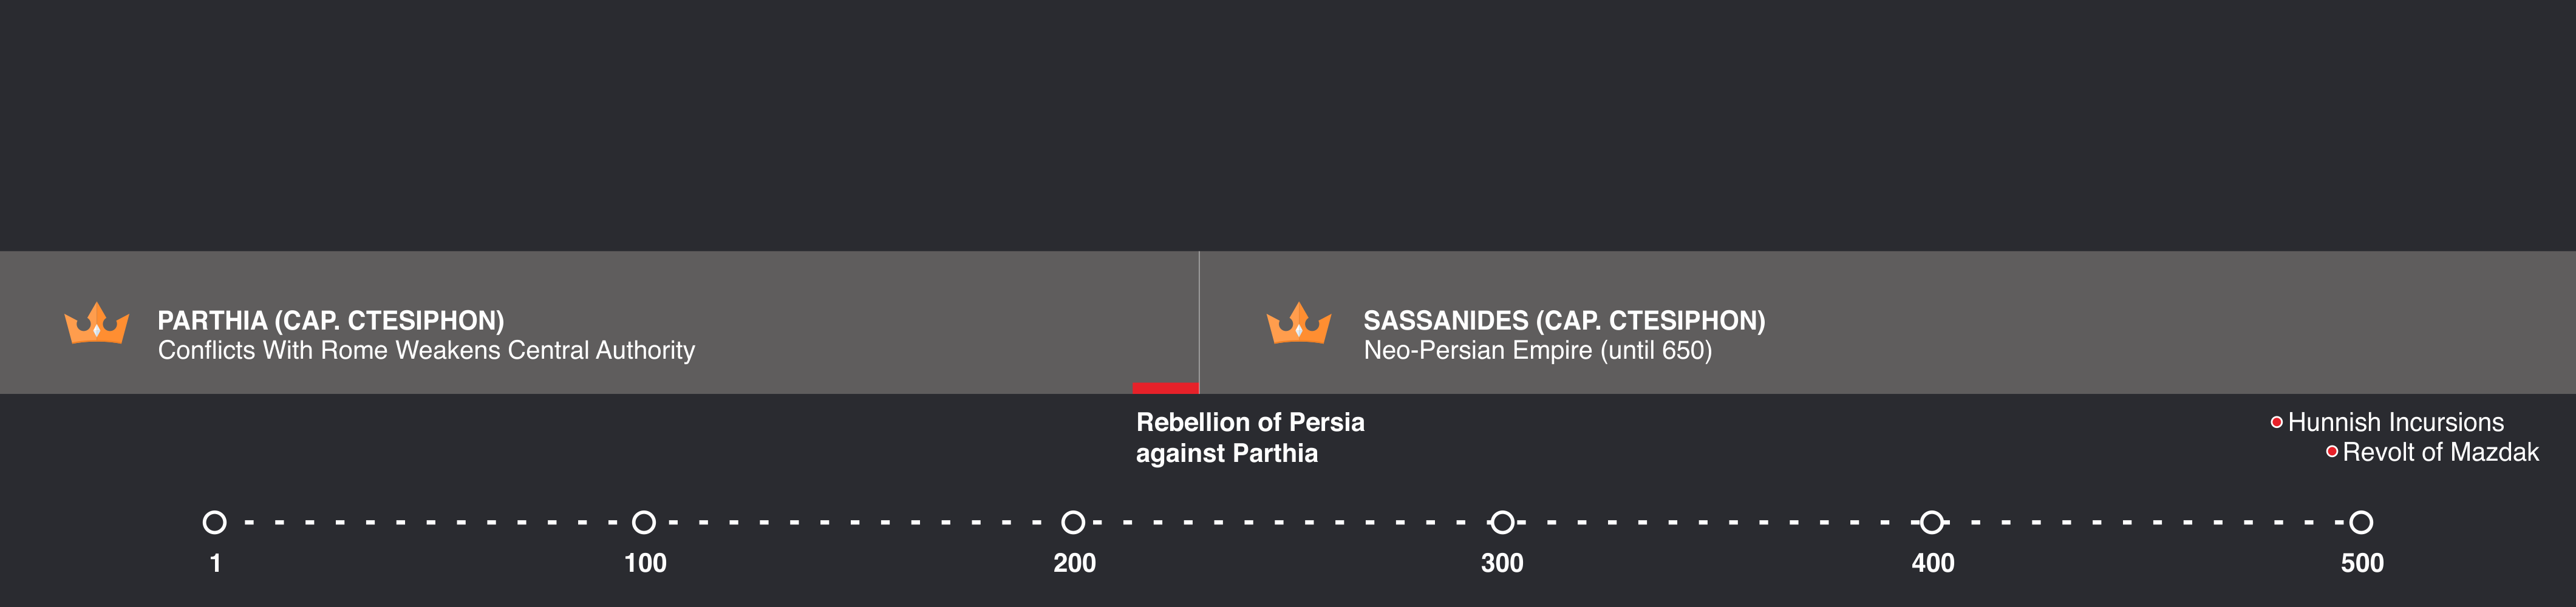 PARTHIA (CAP. CTESIPHON)
Conflicts With Rome Weakens Central Authority
SASSANIDES (CAP. CTESIPHON)
Neo-Persian Empire (until 650)
Rebellion of Persia
against Parthia
Hunnish Incursions
Revolt of Mazdak
1 100 200 300 400 500